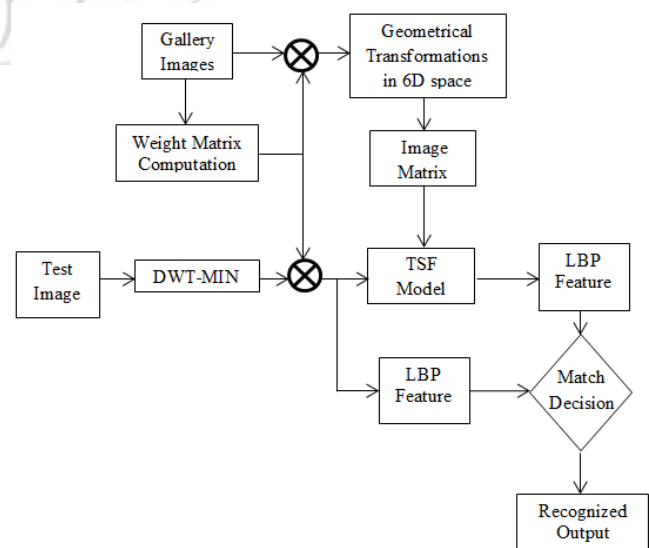 Gallery
Images
Geometrical
Transformations
in 6D space
Weight Matrix
Computation
Image
Matrix
Test
Image
DWT-MIN
TSF
Model
LBP
Feature
LBP
Feature
Match
Decision
Recognized
Output